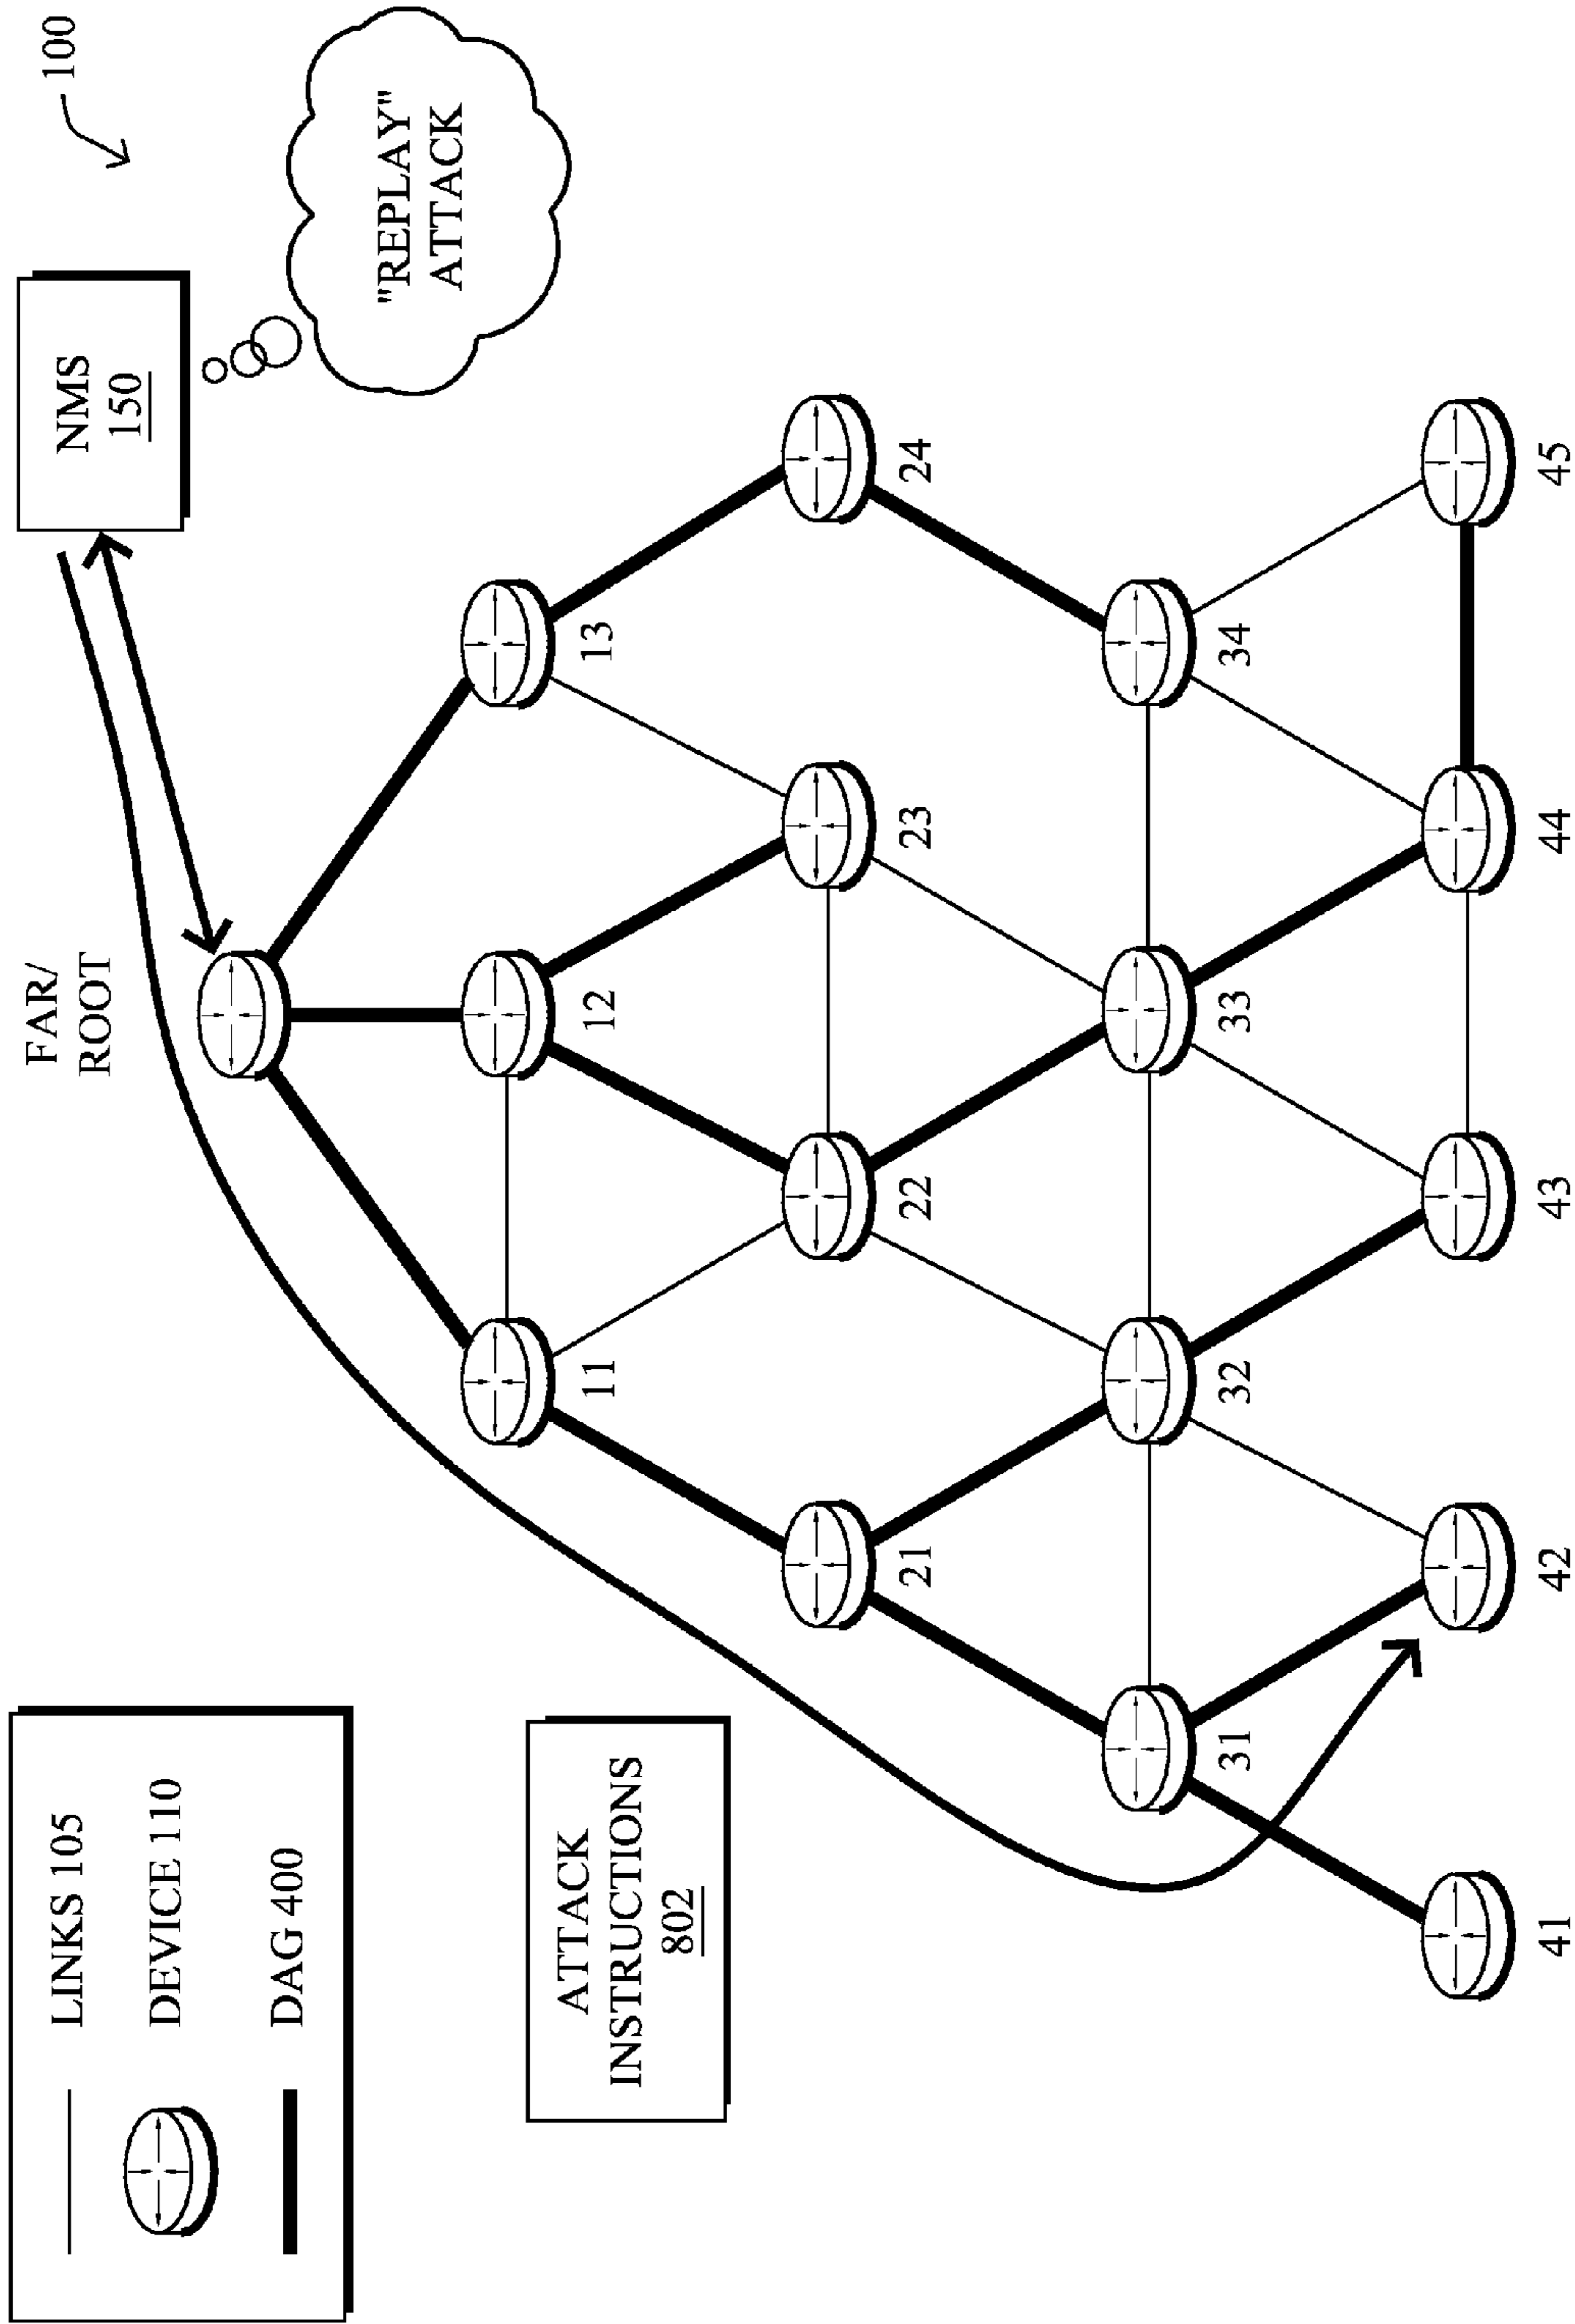 LINKS 105
DEVICE 110
DAG 400
FAR/
ROOT
NMS
150
100
"REPLAY"
ATTACK
ATTACK
INSTRUCTIONS
802
11
12
13
21
22
23
24
31
32
33
34
41
42
43
44
45